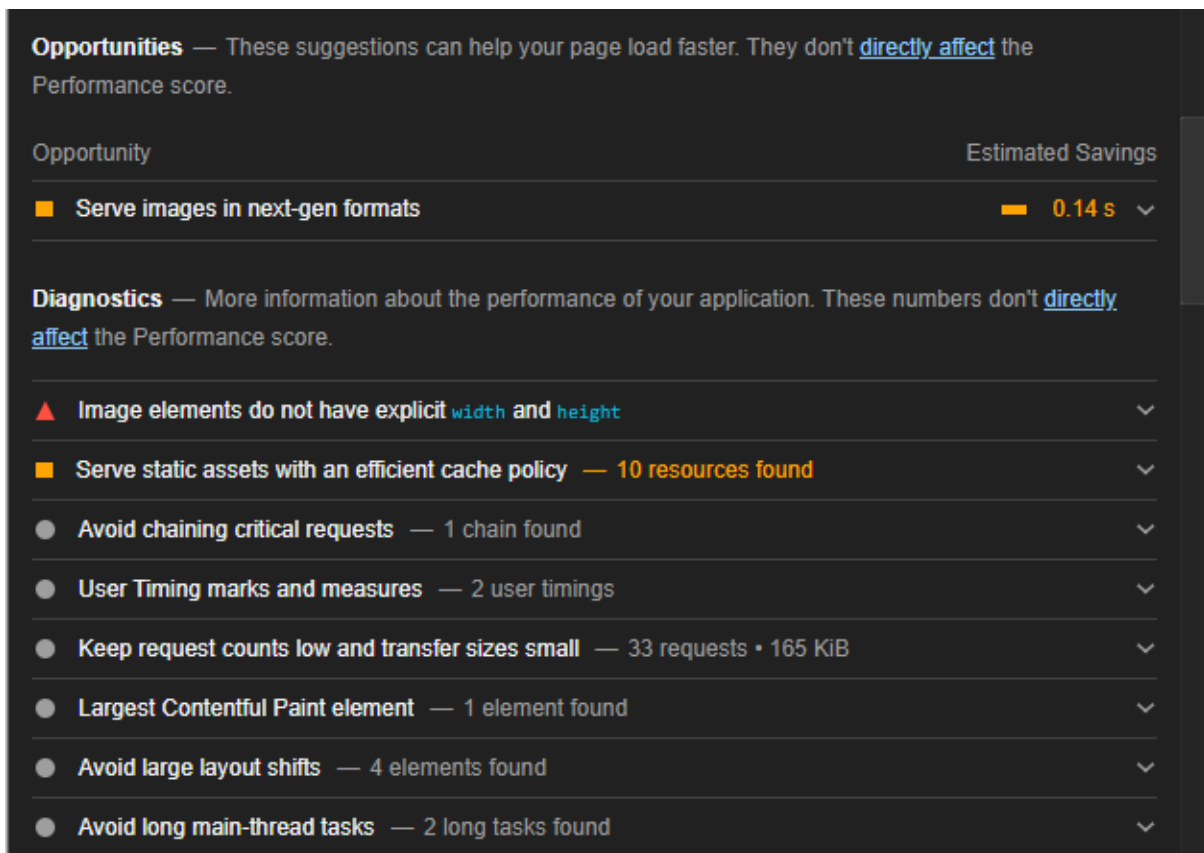 Opportunities — These suggestions can help your page load faster. They don't directly affect the
Performance score.
Opportunity Estimated Savings
Serve images in next-gen formats 0.14 s
Diagnostics — More information about the performance of your application. These numbers don't directly
affect the Performance score.
Image elements do not have explicit width and height
Serve static assets with an efficient cache policy — 10 resources found
Avoid chaining critical requests — 1 chain found
User Timing marks and measures — 2 user timings
Keep request counts low and transfer sizes small — 33 requests • 165 KiB
Largest Contentful Paint element — 1 element found
Avoid large layout shifts — 4 elements found
Avoid long main-thread tasks — 2 long tasks found